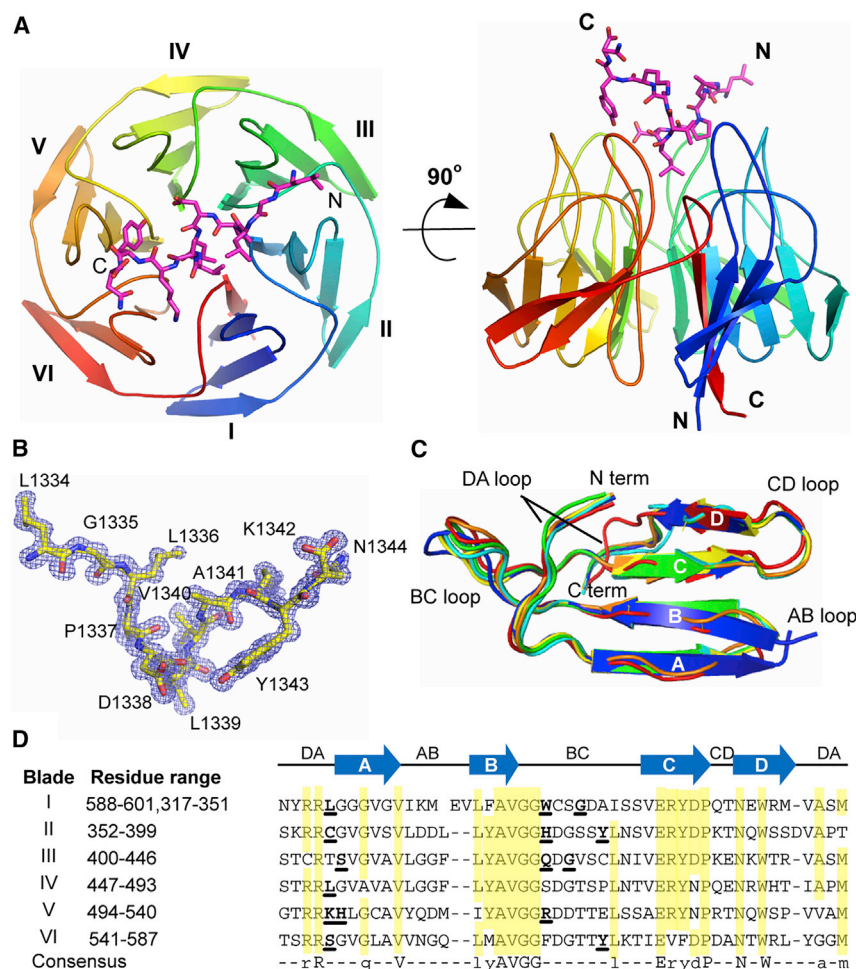 A
IV
III
V
N
C
VI
II
I
90°
C
N
N
C
B
L1334
G1335
L1336
K1342
N1344
A1341
V1340
P1337
D1338
L1339
Y1343
C
DA loop
N term
CD loop
D
C
BC loop
C term
B
AB loop
A
D
DA A AB B BC C CD D DA
Blade Residue range
I 588-601,317-351 NYRRLGGGVGVIKM EVLFAVGGWCSGDAISSVERYDPQTNEWRM-VASM
II 352-399 SKRRCGVGVSVLDDL--LYAVGGHDGSSYLNSVERYDPKTNQWSSDVAPT
III 400-446 STCRTSVGVAVLGGF--LYAVGGQDGVSCLNIVERYDPKENKWTR-VASM
IV 447-493 STRRLGVAVAVLGGF--LYAVGGSDGTSPLNTVERYNPQENRWHT-IAPM
V 494-540 GTRRKHLGCAVYQDM--IYAVGGRDDTTELSSAERYNPRTNQWSPVVAM
VI 541-587 TSRRSGVGLAVVNGQ--LMAVGGFDGTTYLKTIEVFDPDANTWRL-YGGM
Consensus --rR---g-V-----lyAVGG-------l---ErydP--N-W----a-m